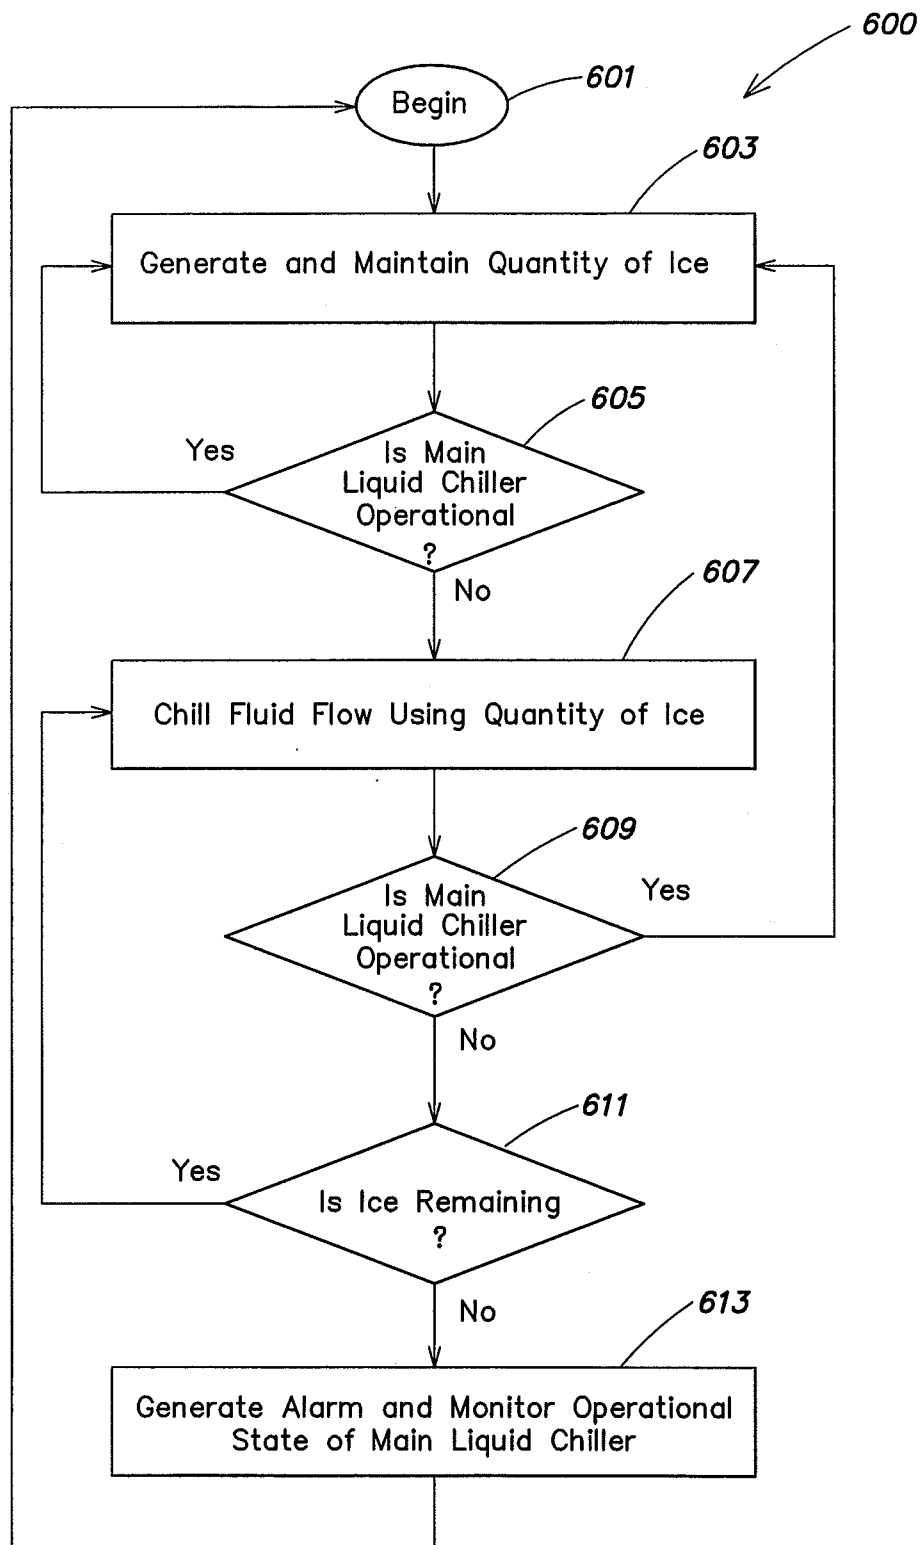 600
Begin
601
603
Generate and Maintain Quantity of Ice
605
Yes
Is Main
Liquid Chiller
Operational
?
No
607
Chill Fluid Flow Using Quantity of Ice
609
Is Main
Liquid Chiller
Operational
?
Yes
No
611
Yes
Is Ice Remaining
?
No
613
Generate Alarm and Monitor Operational
State of Main Liquid Chiller